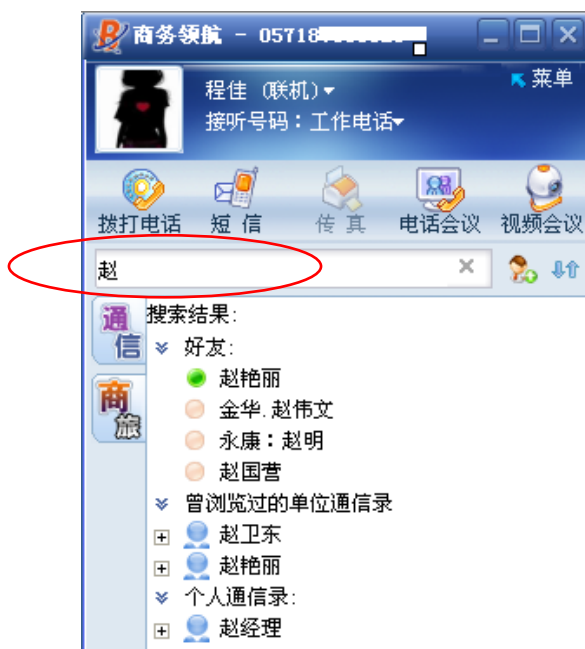 商务领航 - 05718
程佳 (联机)
接听号码：工作电话
菜单
拨打电话 短信 传真 电话会议 视频会议
赵
通信
商旅
搜索结果:
好友:
赵艳丽
金华.赵伟文
永康：赵明
赵国营
曾浏览过的单位通信录
赵卫东
赵艳丽
个人通信录:
赵经理